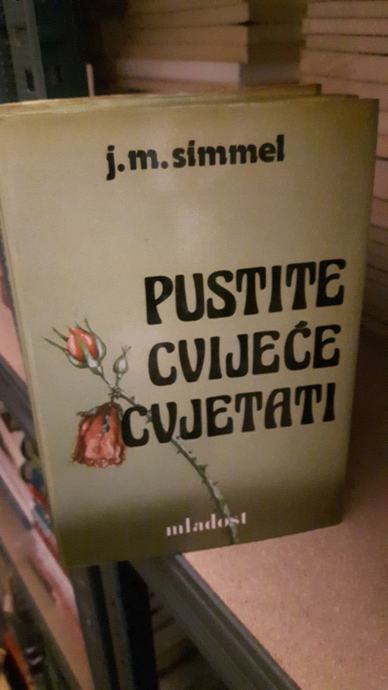 j.m.simmel
PUSTITE
CVIJEĆE
CVJETATI
mladost